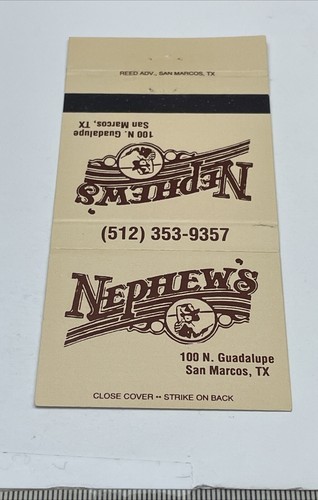 REED ADV., SAN MARCOS, TX
100 N. Guadalupe
San Marcos, TX
NEPHEW'S
(512) 353-9357
NEPHEW'S
100 N. Guadalupe
San Marcos, TX
CLOSE COVER •• STRIKE ON BACK